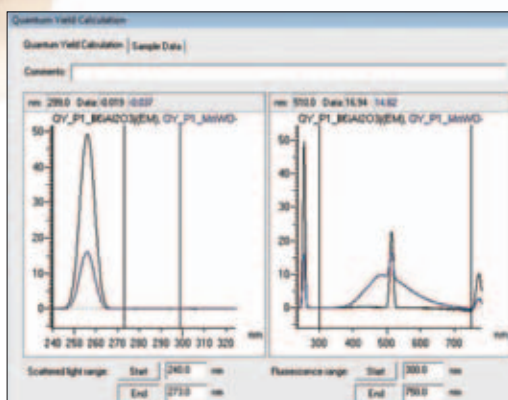 Quantum Yield Calculation
Quantum Yield Calculation Sample Data
Comments:
nm: 299.0 Data:-0.019 -0.037
nm: 510.0 Data:16.94 14.82
50
40
30
20
10
0
240 250 260 270 280 290 300 310 320 nm
50
40
30
20
10
0
300 400 500 600 700 nm
Scattered light range: Start 240.0 nm
End 273.0 nm
Fluorescence range: Start 300.0 nm
End 750.0 nm